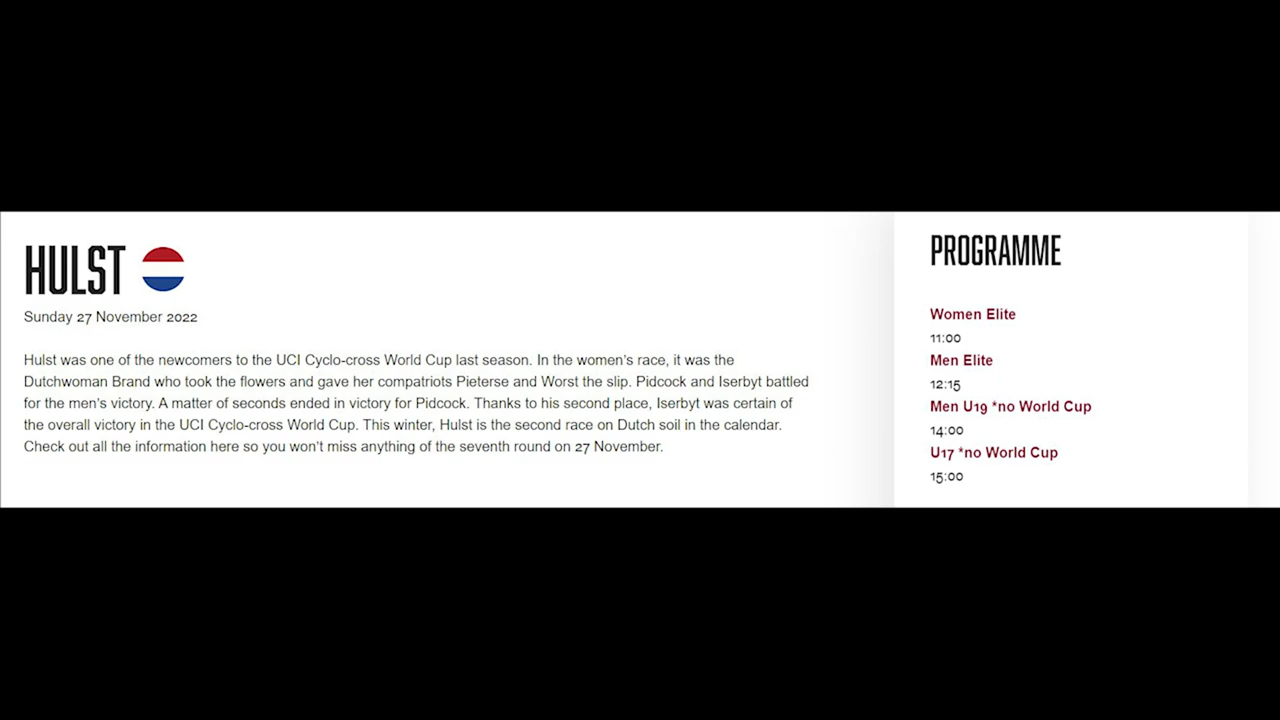 HULST
Sunday 27 November 2022
Hulst was one of the newcomers to the UCI Cyclo-cross World Cup last season. In the women's race, it was the
Dutchwoman Brand who took the flowers and gave her compatriots Pieterse and Worst the slip. Pidcock and Iserbyt battled
for the men's victory. A matter of seconds ended in victory for Pidcock. Thanks to his second place, Iserbyt was certain of
the overall victory in the UCI Cyclo-cross World Cup. This winter, Hulst is the second race on Dutch soil in the calendar.
Check out all the information here so you won't miss anything of the seventh round on 27 November.
PROGRAMME
Women Elite
11:00
Men Elite
12:15
Men U19 *no World Cup
14:00
U17 *no World Cup
15:00